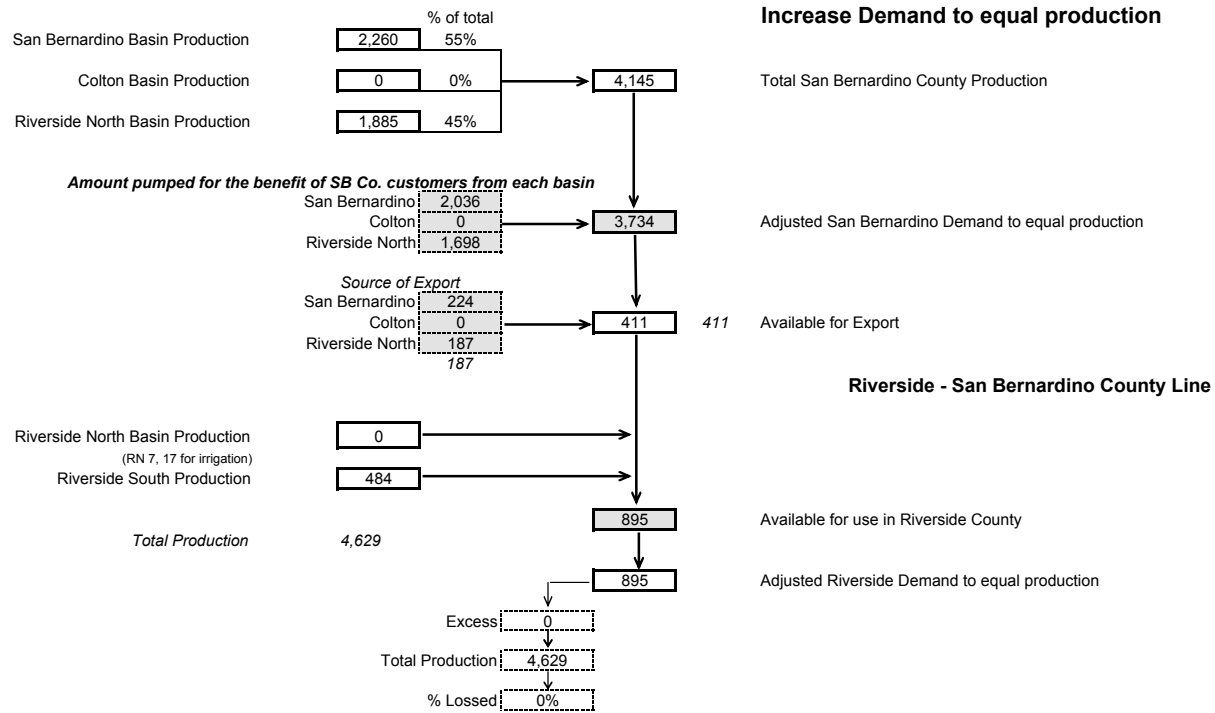 % of total
Increase Demand to equal production
San Bernardino Basin Production 2,260 55%
Colton Basin Production 0 0% 4,145 Total San Bernardino County Production
Riverside North Basin Production 1,885 45%
Amount pumped for the benefit of SB Co. customers from each basin
San Bernardino 2,036
Colton 0 3,734 Adjusted San Bernardino Demand to equal production
Riverside North 1,698
Source of Export
San Bernardino 224
Colton 0 411 411 Available for Export
Riverside North 187
187
Riverside - San Bernardino County Line
Riverside North Basin Production 0
(RN 7, 17 for irrigation)
Riverside South Production 484
895 Available for use in Riverside County
Total Production 4,629
895 Adjusted Riverside Demand to equal production
Excess 0
Total Production 4,629
% Lossed 0%